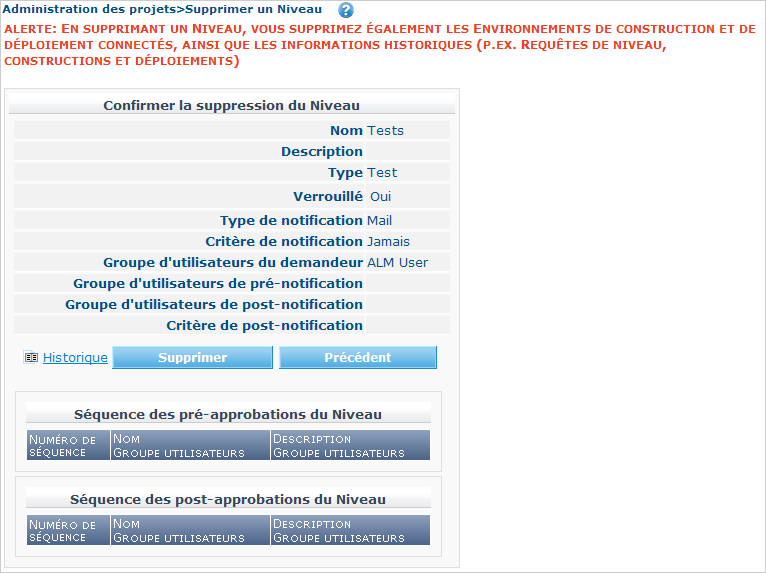 Administration des projets>Supprimer un Niveau ?
ALERTE: EN SUPPRIMANT UN NIVEAU, VOUS SUPPRIMEZ ÉGALEMENT LES ENVIRONNEMENTS DE CONSTRUCTION ET DE
DÉPLOIEMENT CONNECTÉS, AINSI QUE LES INFORMATIONS HISTORIQUES (P.EX. REQUÊTES DE NIVEAU,
CONSTRUCTIONS ET DÉPLOIEMENTS)
Confirmer la suppression du Niveau
Nom Tests
Description
Type Test
Verrouillé Oui
Type de notification Mail
Critère de notification Jamais
Groupe d'utilisateurs du demandeur ALM User
Groupe d'utilisateurs de pré-notification
Groupe d'utilisateurs de post-notification
Critère de post-notification
Historique Supprimer Précédent
Séquence des pré-approbations du Niveau
NUMÉRO DE SÉQUENCE
NOM
GROUPE UTILISATEURS
DESCRIPTION
GROUPE UTILISATEURS
Séquence des post-approbations du Niveau
NUMÉRO DE SÉQUENCE
NOM
GROUPE UTILISATEURS
DESCRIPTION
GROUPE UTILISATEURS